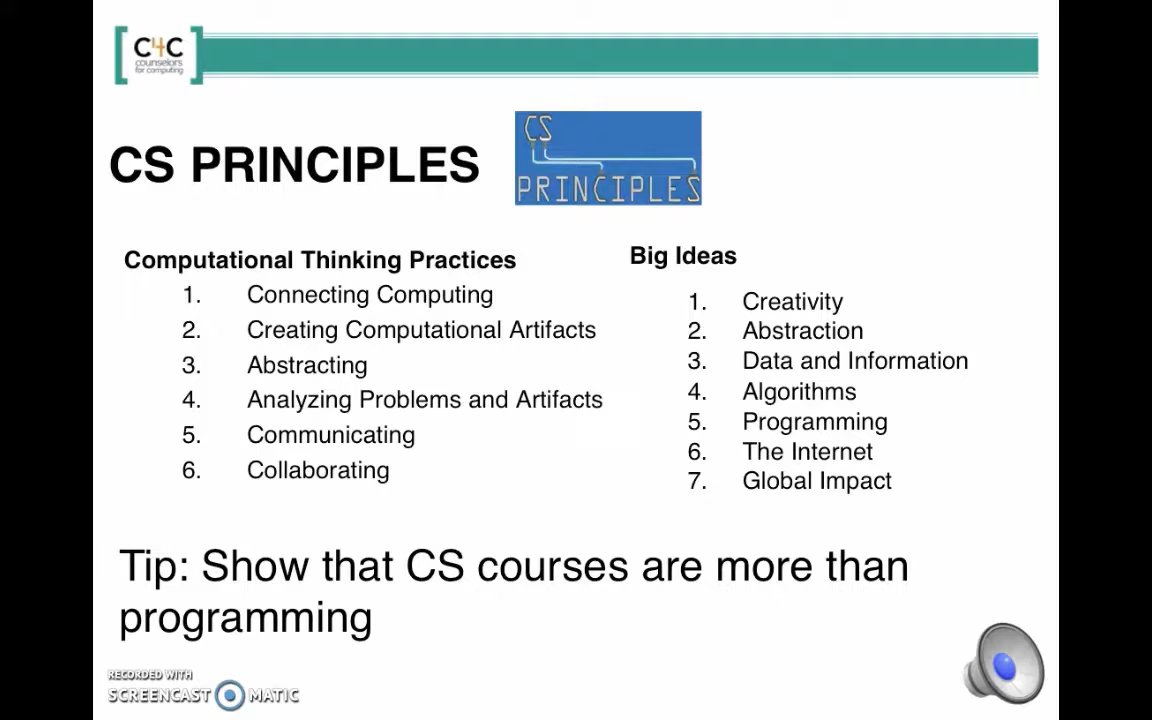 C4C
counselors
for computing
CS PRINCIPLES
CS
PRINCIPLES
Computational Thinking Practices
1. Connecting Computing
2. Creating Computational Artifacts
3. Abstracting
4. Analyzing Problems and Artifacts
5. Communicating
6. Collaborating
Big Ideas
1. Creativity
2. Abstraction
3. Data and Information
4. Algorithms
5. Programming
6. The Internet
7. Global Impact
Tip: Show that CS courses are more than
programming
RECORDED WITH
SCREENCAST MATIC